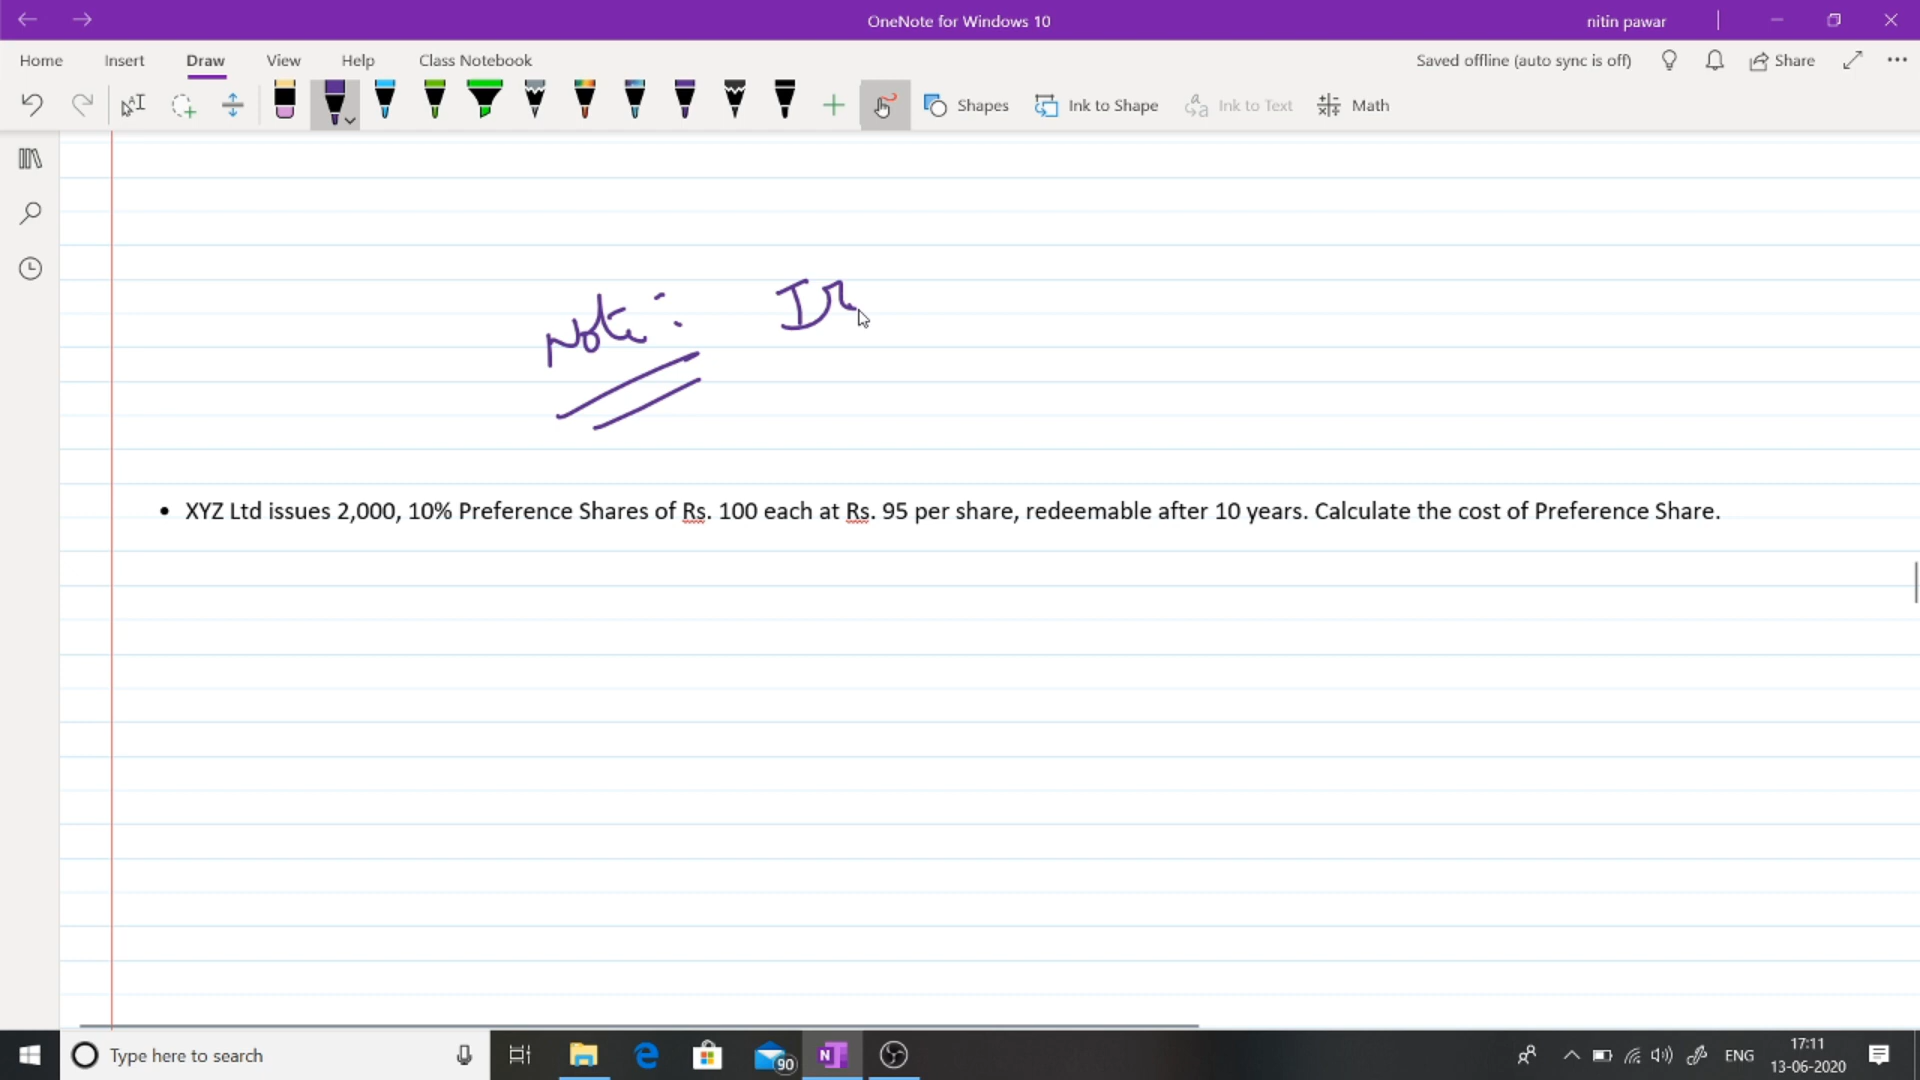 OneNote for Windows 10
nitin pawar
Home Insert Draw View Help Class Notebook
Saved offline (auto sync is off) Share
Shapes Ink to Shape Ink to Text Math
Note: Ir
• XYZ Ltd issues 2,000, 10% Preference Shares of Rs. 100 each at Rs. 95 per share, redeemable after 10 years. Calculate the cost of Preference Share.
Type here to search
90
ENG
17:11
13-06-2020